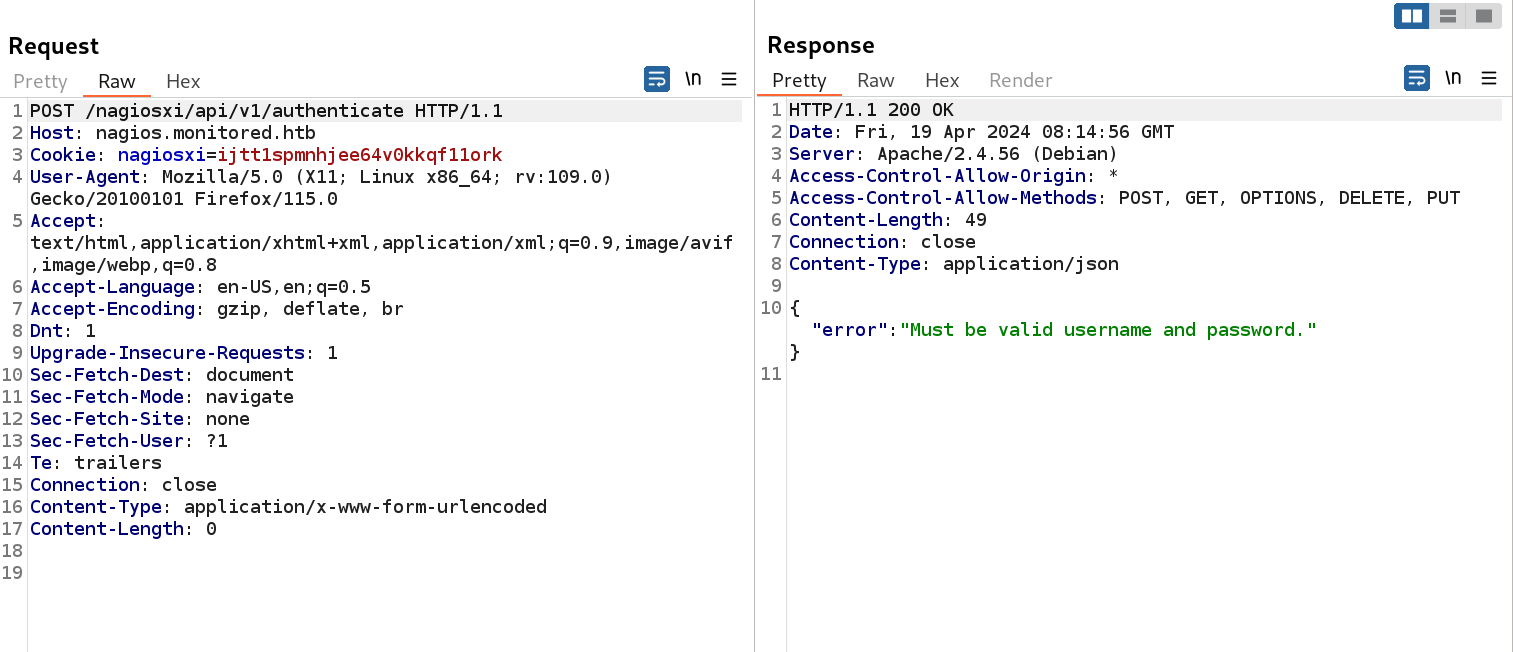 Request
Pretty Raw Hex \n
1 POST /nagiosxi/api/v1/authenticate HTTP/1.1
2 Host: nagios.monitored.htb
3 Cookie: nagiosxi=ijtt1spmnhjee64v0kkqf11ork
4 User-Agent: Mozilla/5.0 (X11; Linux x86_64; rv:109.0)
Gecko/20100101 Firefox/115.0
5 Accept:
text/html,application/xhtml+xml,application/xml;q=0.9,image/avif
,image/webp,q=0.8
6 Accept-Language: en-US,en;q=0.5
7 Accept-Encoding: gzip, deflate, br
8 Dnt: 1
9 Upgrade-Insecure-Requests: 1
10 Sec-Fetch-Dest: document
11 Sec-Fetch-Mode: navigate
12 Sec-Fetch-Site: none
13 Sec-Fetch-User: ?1
14 Te: trailers
15 Connection: close
16 Content-Type: application/x-www-form-urlencoded
17 Content-Length: 0
18
19
Response
Pretty Raw Hex Render \n
1 HTTP/1.1 200 OK
2 Date: Fri, 19 Apr 2024 08:14:56 GMT
3 Server: Apache/2.4.56 (Debian)
4 Access-Control-Allow-Origin: *
5 Access-Control-Allow-Methods: POST, GET, OPTIONS, DELETE, PUT
6 Content-Length: 49
7 Connection: close
8 Content-Type: application/json
9
10 {
"error":"Must be valid username and password."
}
11